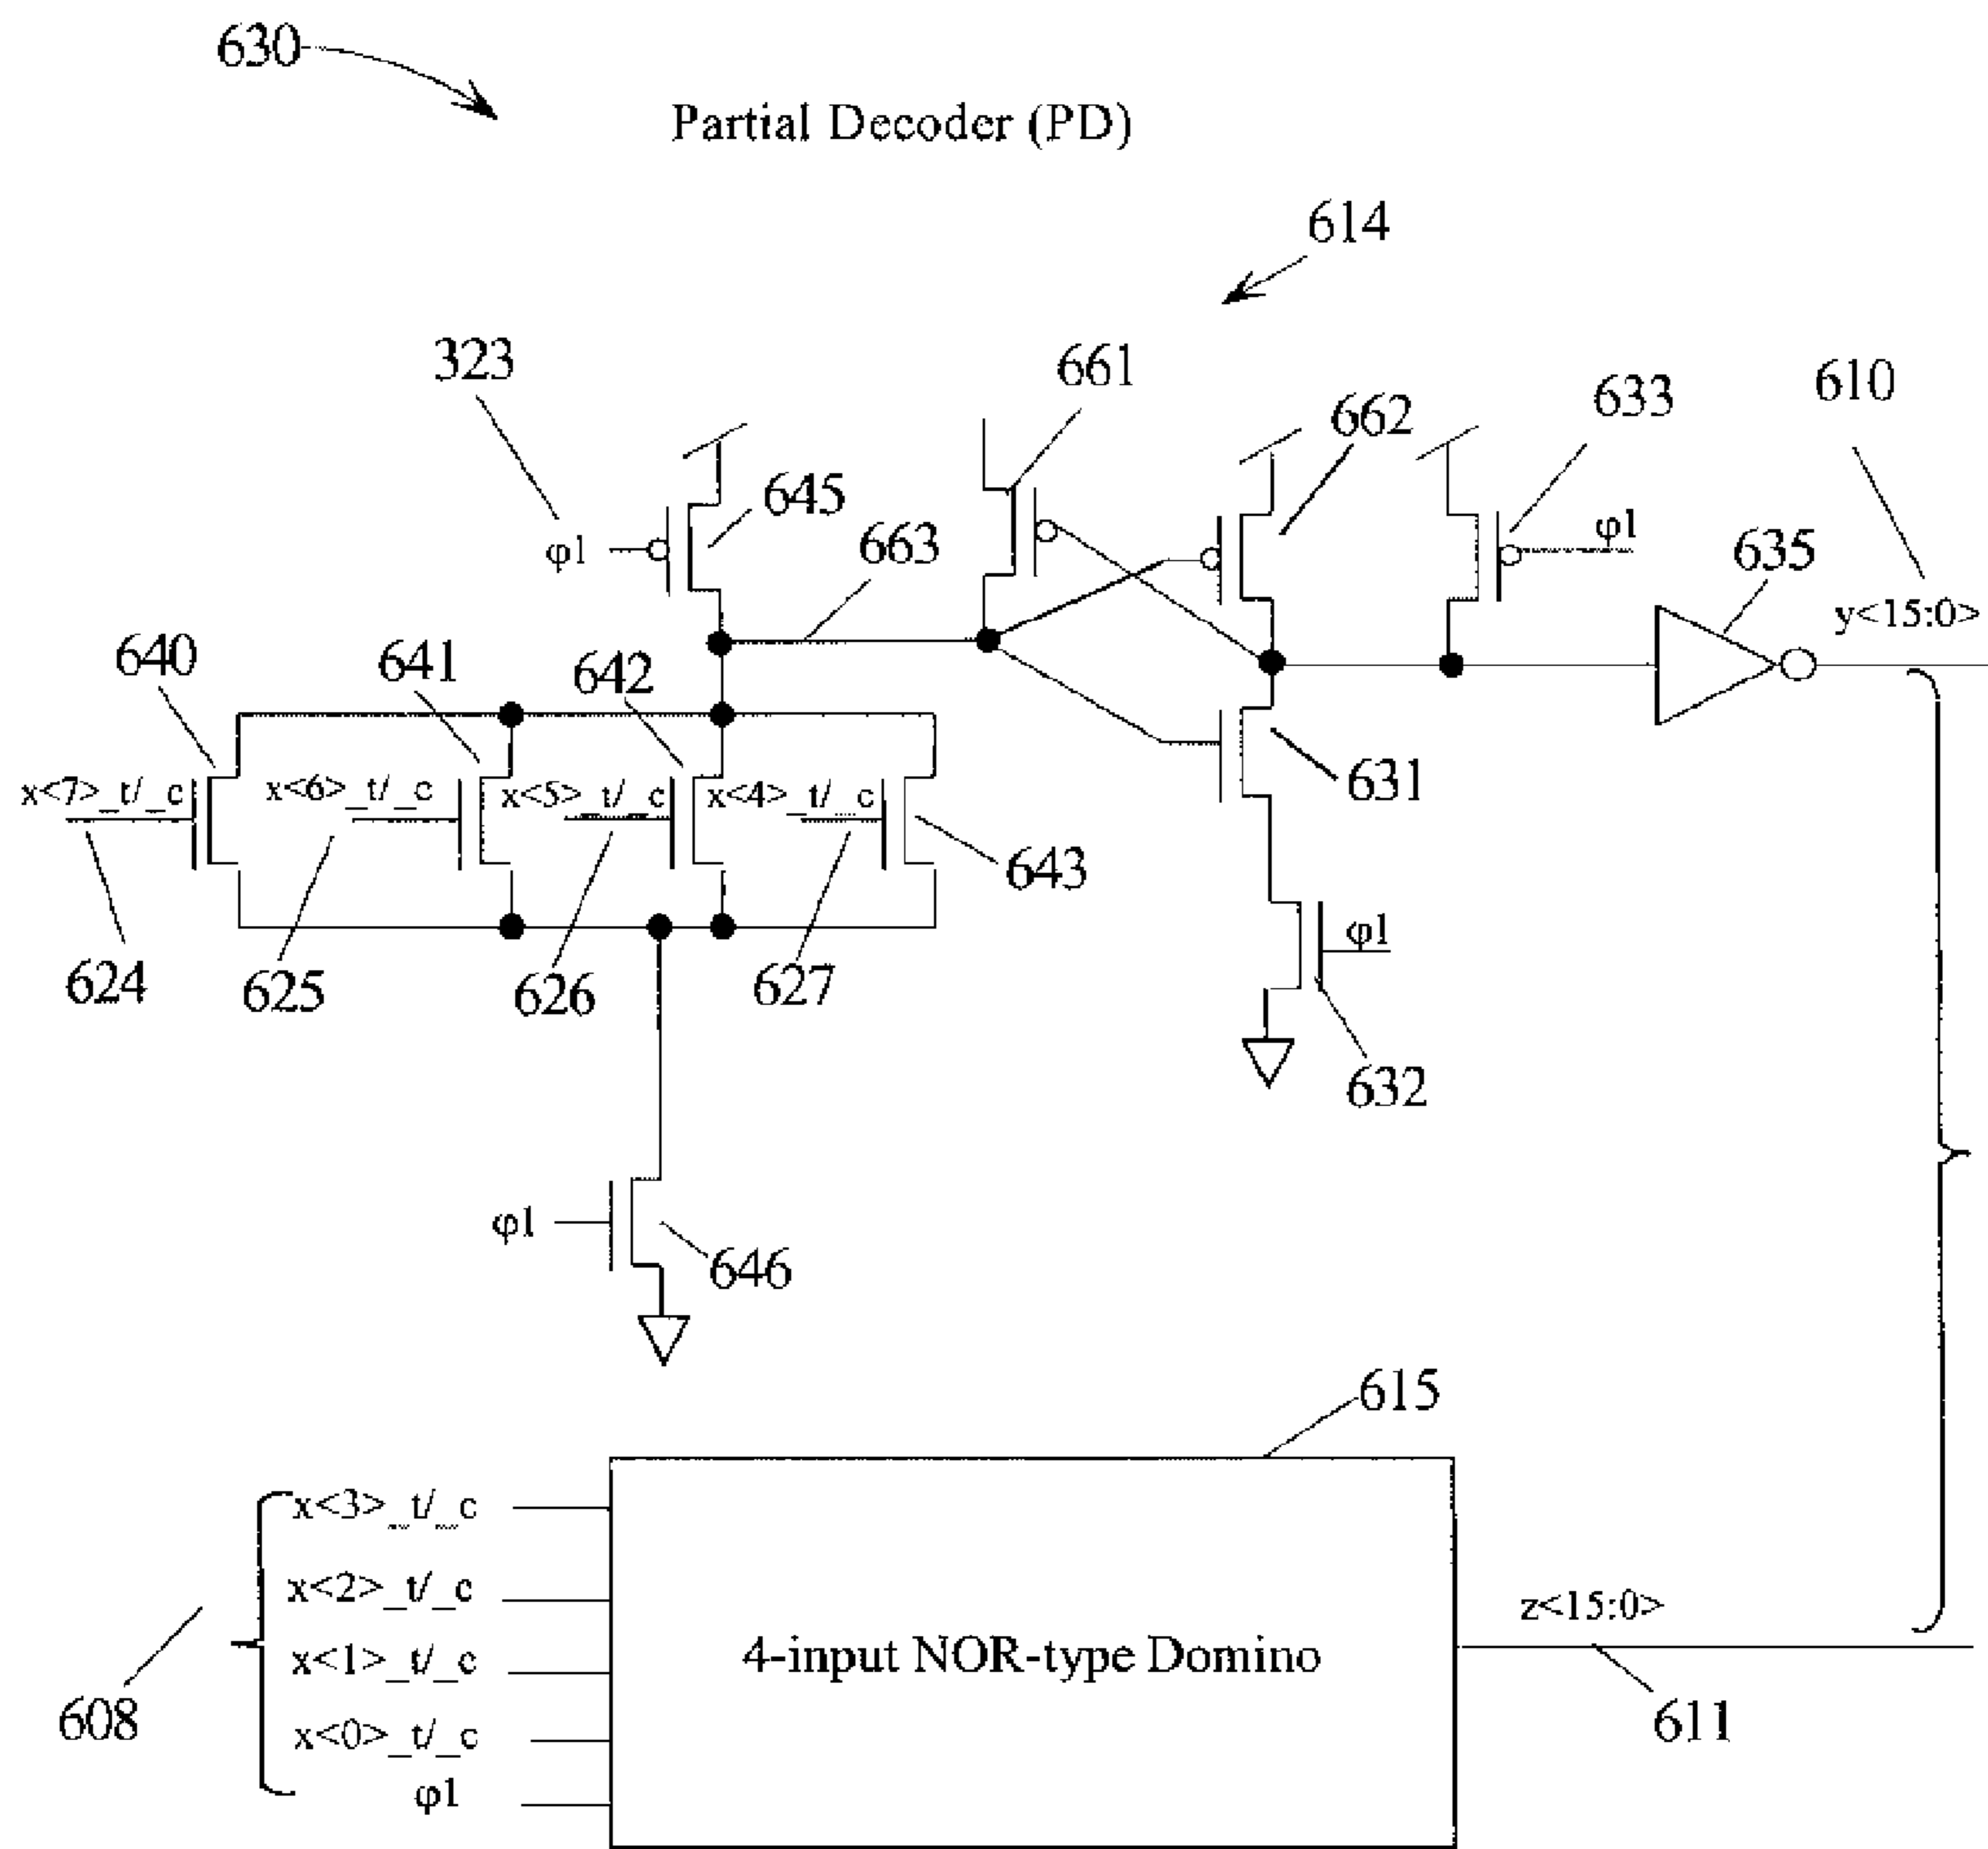 630
Partial Decoder (PD)
614
323
661
662
633
610
645
φ1
663
φ1
635
y<15:0>
640
641
642
631
x<7>_t/_c
x<6>_t/_c
x<5>_t/_c
x<4>_t/_c
643
624
625
626
627
φ1
632
φ1
646
615
x<3>_t/_c
x<2>_t/_c
z<15:0>
x<1>_t/_c
4-input NOR-type Domino
608
x<0>_t/_c
611
φ1